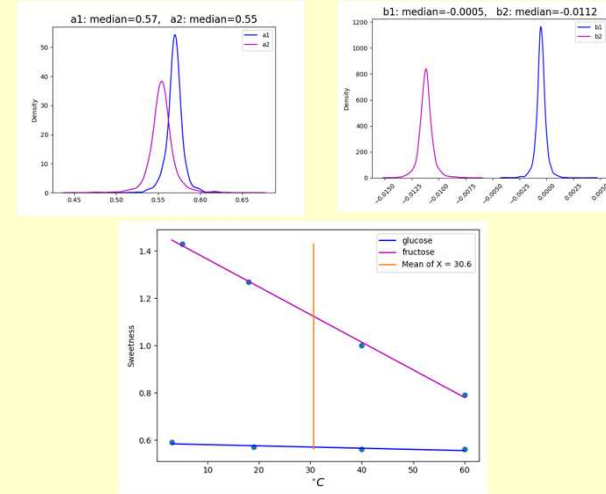 a1: median=0.57, a2: median=0.55
a1
a2
Density
50
40
30
20
10
0
0.45 0.50 0.55 0.60 0.65
b1: median=-0.0005, b2: median=-0.0112
b1
b2
Density
1200
1000
800
600
400
200
0
−0.0150 −0.0125 −0.0100 −0.0075 −0.0050 −0.0025 0.0000 0.0025 0.0050
glucose
fructose
Mean of X = 30.6
Sweetness
1.4
1.2
1.0
0.8
0.6
10 20 30 40 50 60
°C